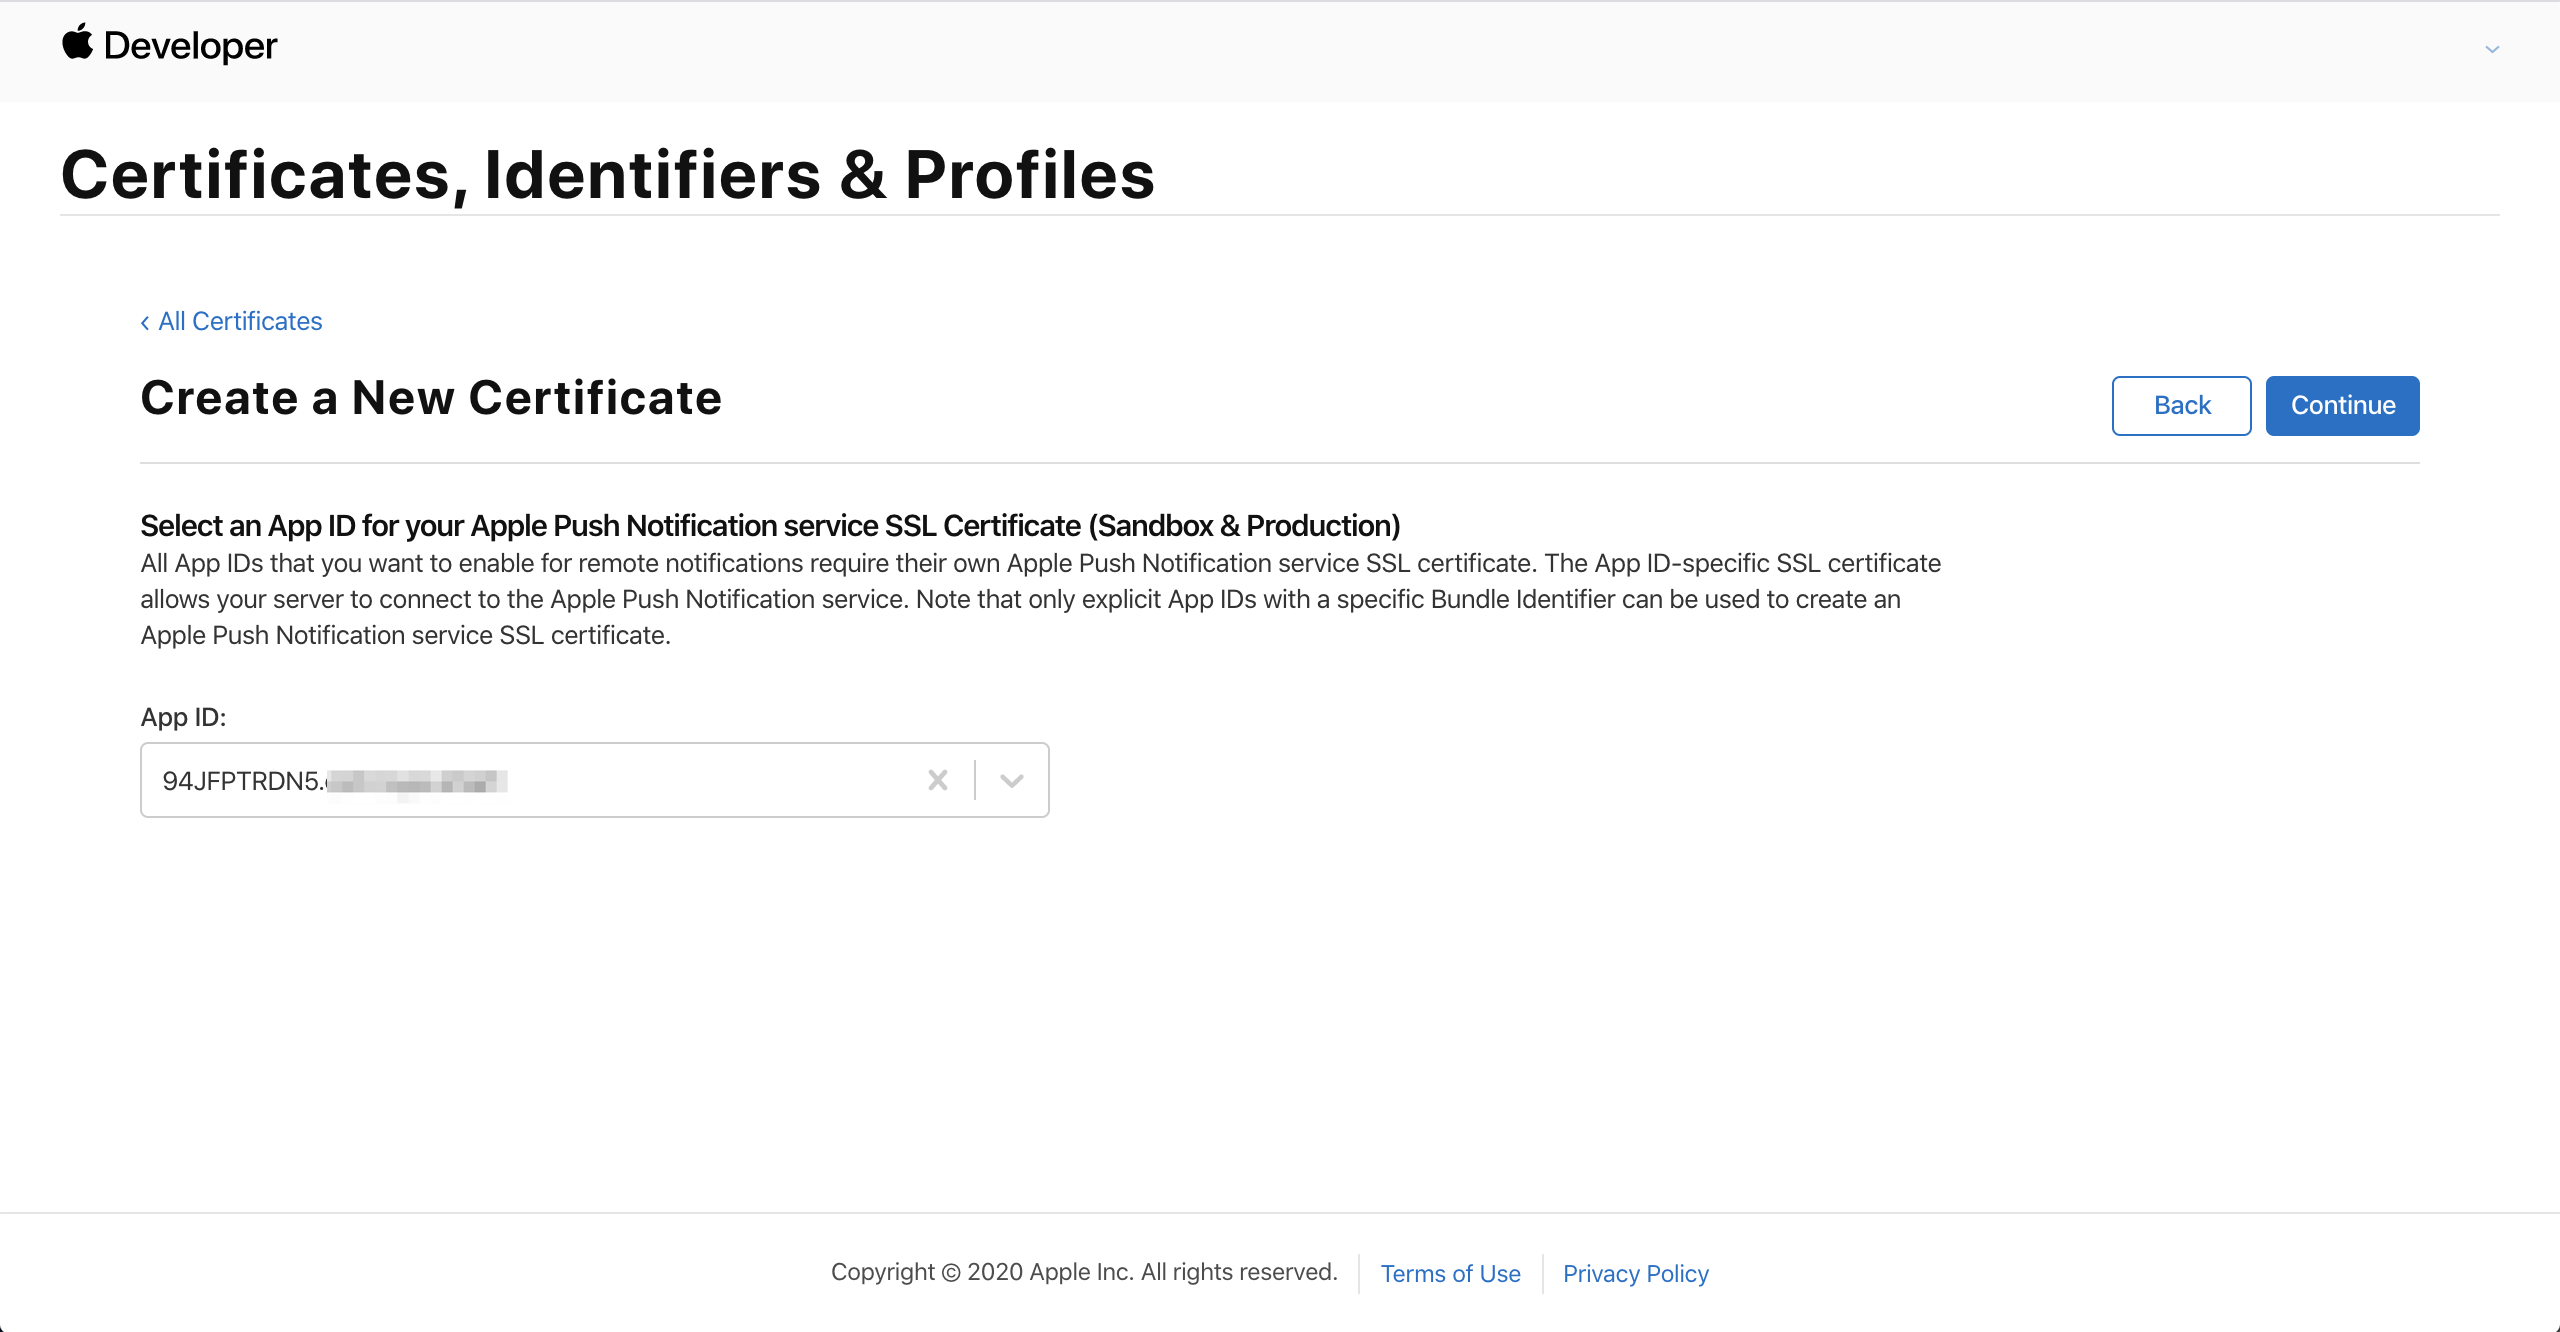 Developer
Certificates, Identifiers & Profiles
‹ All Certificates
Create a New Certificate
Back
Continue
Select an App ID for your Apple Push Notification service SSL Certificate (Sandbox & Production)
All App IDs that you want to enable for remote notifications require their own Apple Push Notification service SSL certificate. The App ID-specific SSL certificate
allows your server to connect to the Apple Push Notification service. Note that only explicit App IDs with a specific Bundle Identifier can be used to create an
Apple Push Notification service SSL certificate.
App ID:
94JFPTRDN5.
Copyright © 2020 Apple Inc. All rights reserved.
Terms of Use
Privacy Policy